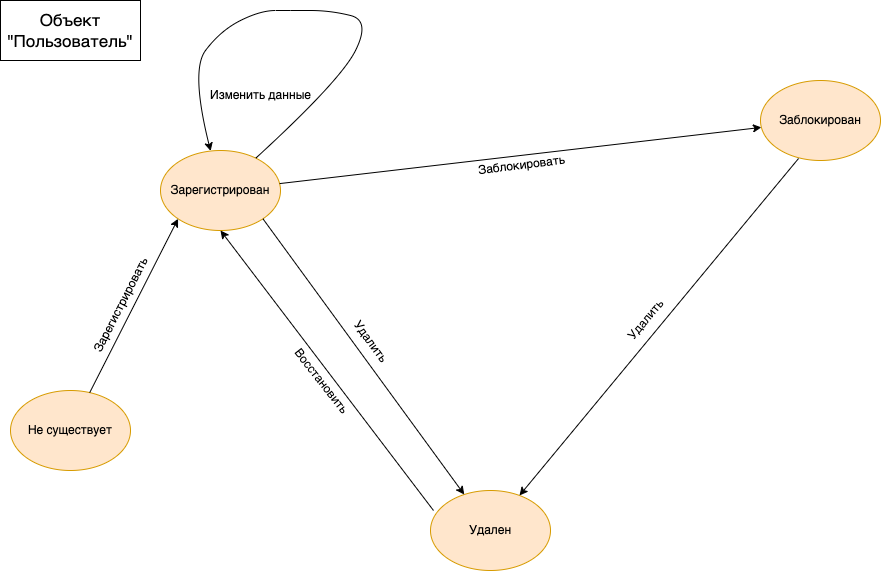 Объект
"Пользователь"
Изменить данные
Заблокирован
Заблокировать
Зарегистрирован
Зарегистрировать
Удалить
Удалить
Восстановить
Не существует
Удален